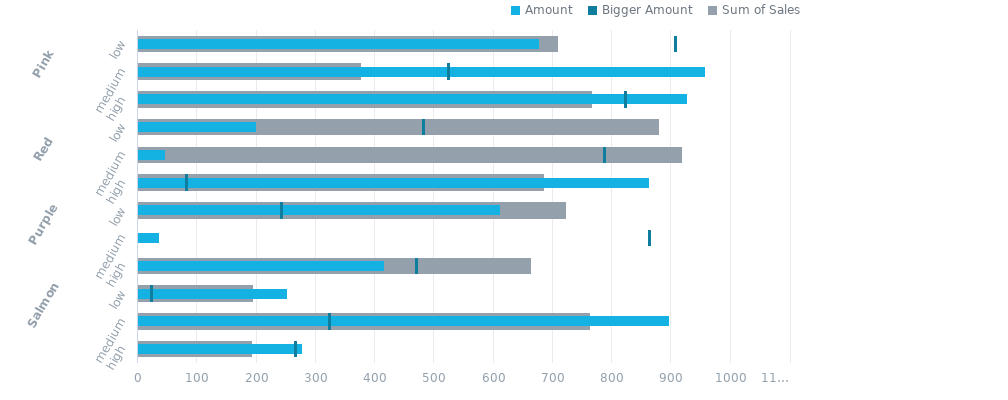 Amount Bigger Amount Sum of Sales
Pink
low
medium
high
Red
low
medium
high
Purple
low
medium
high
Salmon
low
medium
high
0 100 200 300 400 500 600 700 800 900 1000 11...